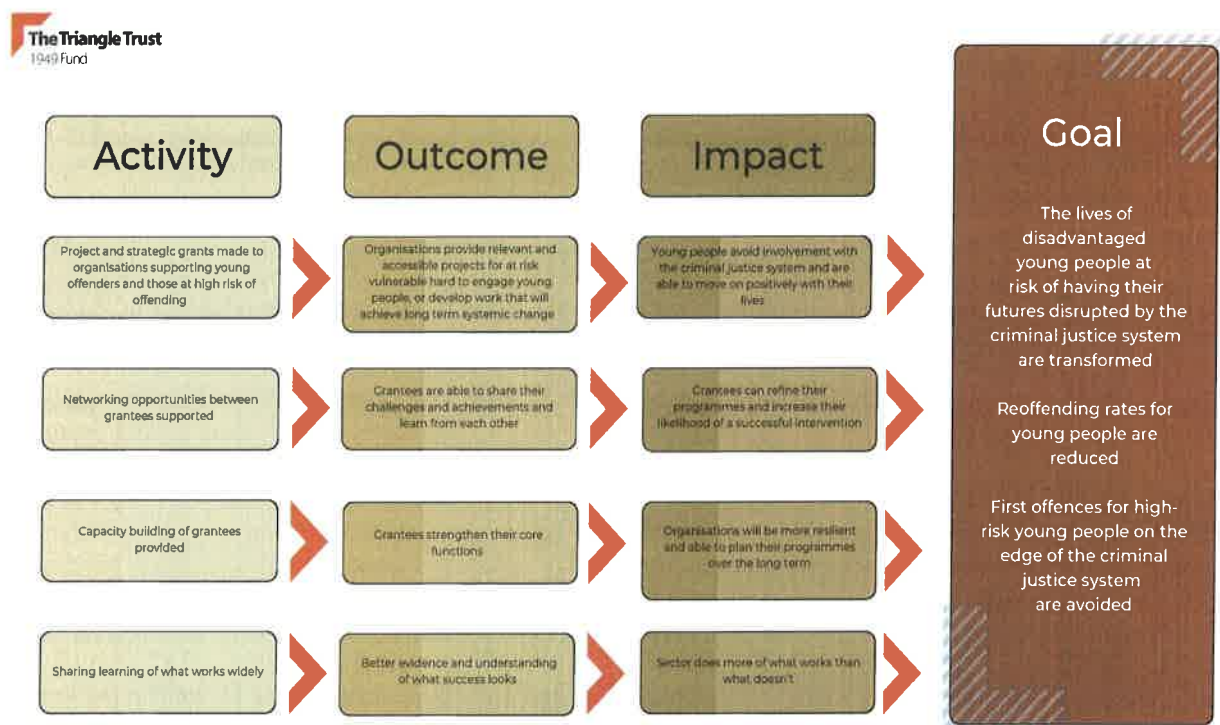 The Triangle Trust
1949 Fund
Activity
Outcome
Impact
Goal
Project and strategic grants made to
organisations supporting young
offenders and those at high risk of
offending
Organisations provide relevant and
accessible projects for at risk
vulnerable hard to engage young
people, or develop work that will
achieve long term systemic change
Young people avoid involvement with
the criminal justice system and are
able to move on positively with their
lives
Networking opportunities between
grantees supported
Grantees are able to share their
challenges and achievements and
learn from each other
Grantees can refine their
programmes and increase their
likelihood of a successful intervention
Capacity building of grantees
provided
Grantees strengthen their core
functions
Organisations will be more resilient
and able to plan their programmes
over the long term
Sharing learning of what works widely
Better evidence and understanding
of what success looks
Sector does more of what works than
what doesn't
The lives of
disadvantaged
young people at
risk of having their
futures disrupted by the
criminal justice system
are transformed
Reoffending rates for
young people are
reduced
First offences for high-
risk young people on the
edge of the criminal
justice system
are avoided